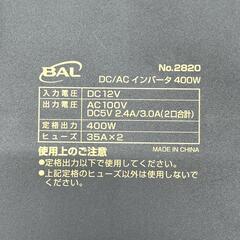 BAL No.2820
DC/AC インバータ 400W
入力電圧 DC12V
出力電圧 AC100V
DC5V 2.4A/3.0A(2口合計)
定格出力 400W
ヒューズ 35A×2
MADE IN CHINA
使用上のご注意
●定格出力以下で使用してください。
●上記定格のヒューズ以外は使用しないでください。